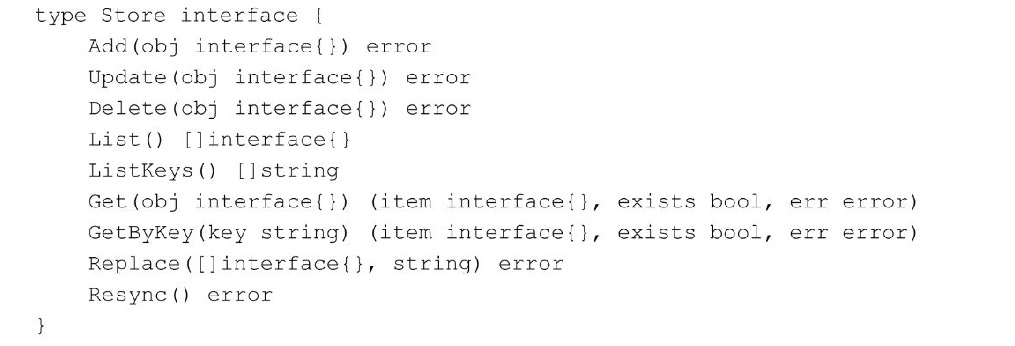 type Store interface {
    Add(obj interface{}) error
    Update(obj interface{}) error
    Delete(obj interface{}) error
    List() []interface{}
    ListKeys() []string
    Get(obj interface{}) (item interface{}, exists bool, err error)
    GetByKey(key string) (item interface{}, exists bool, err error)
    Replace([]interface{}, string) error
    Resync() error
}